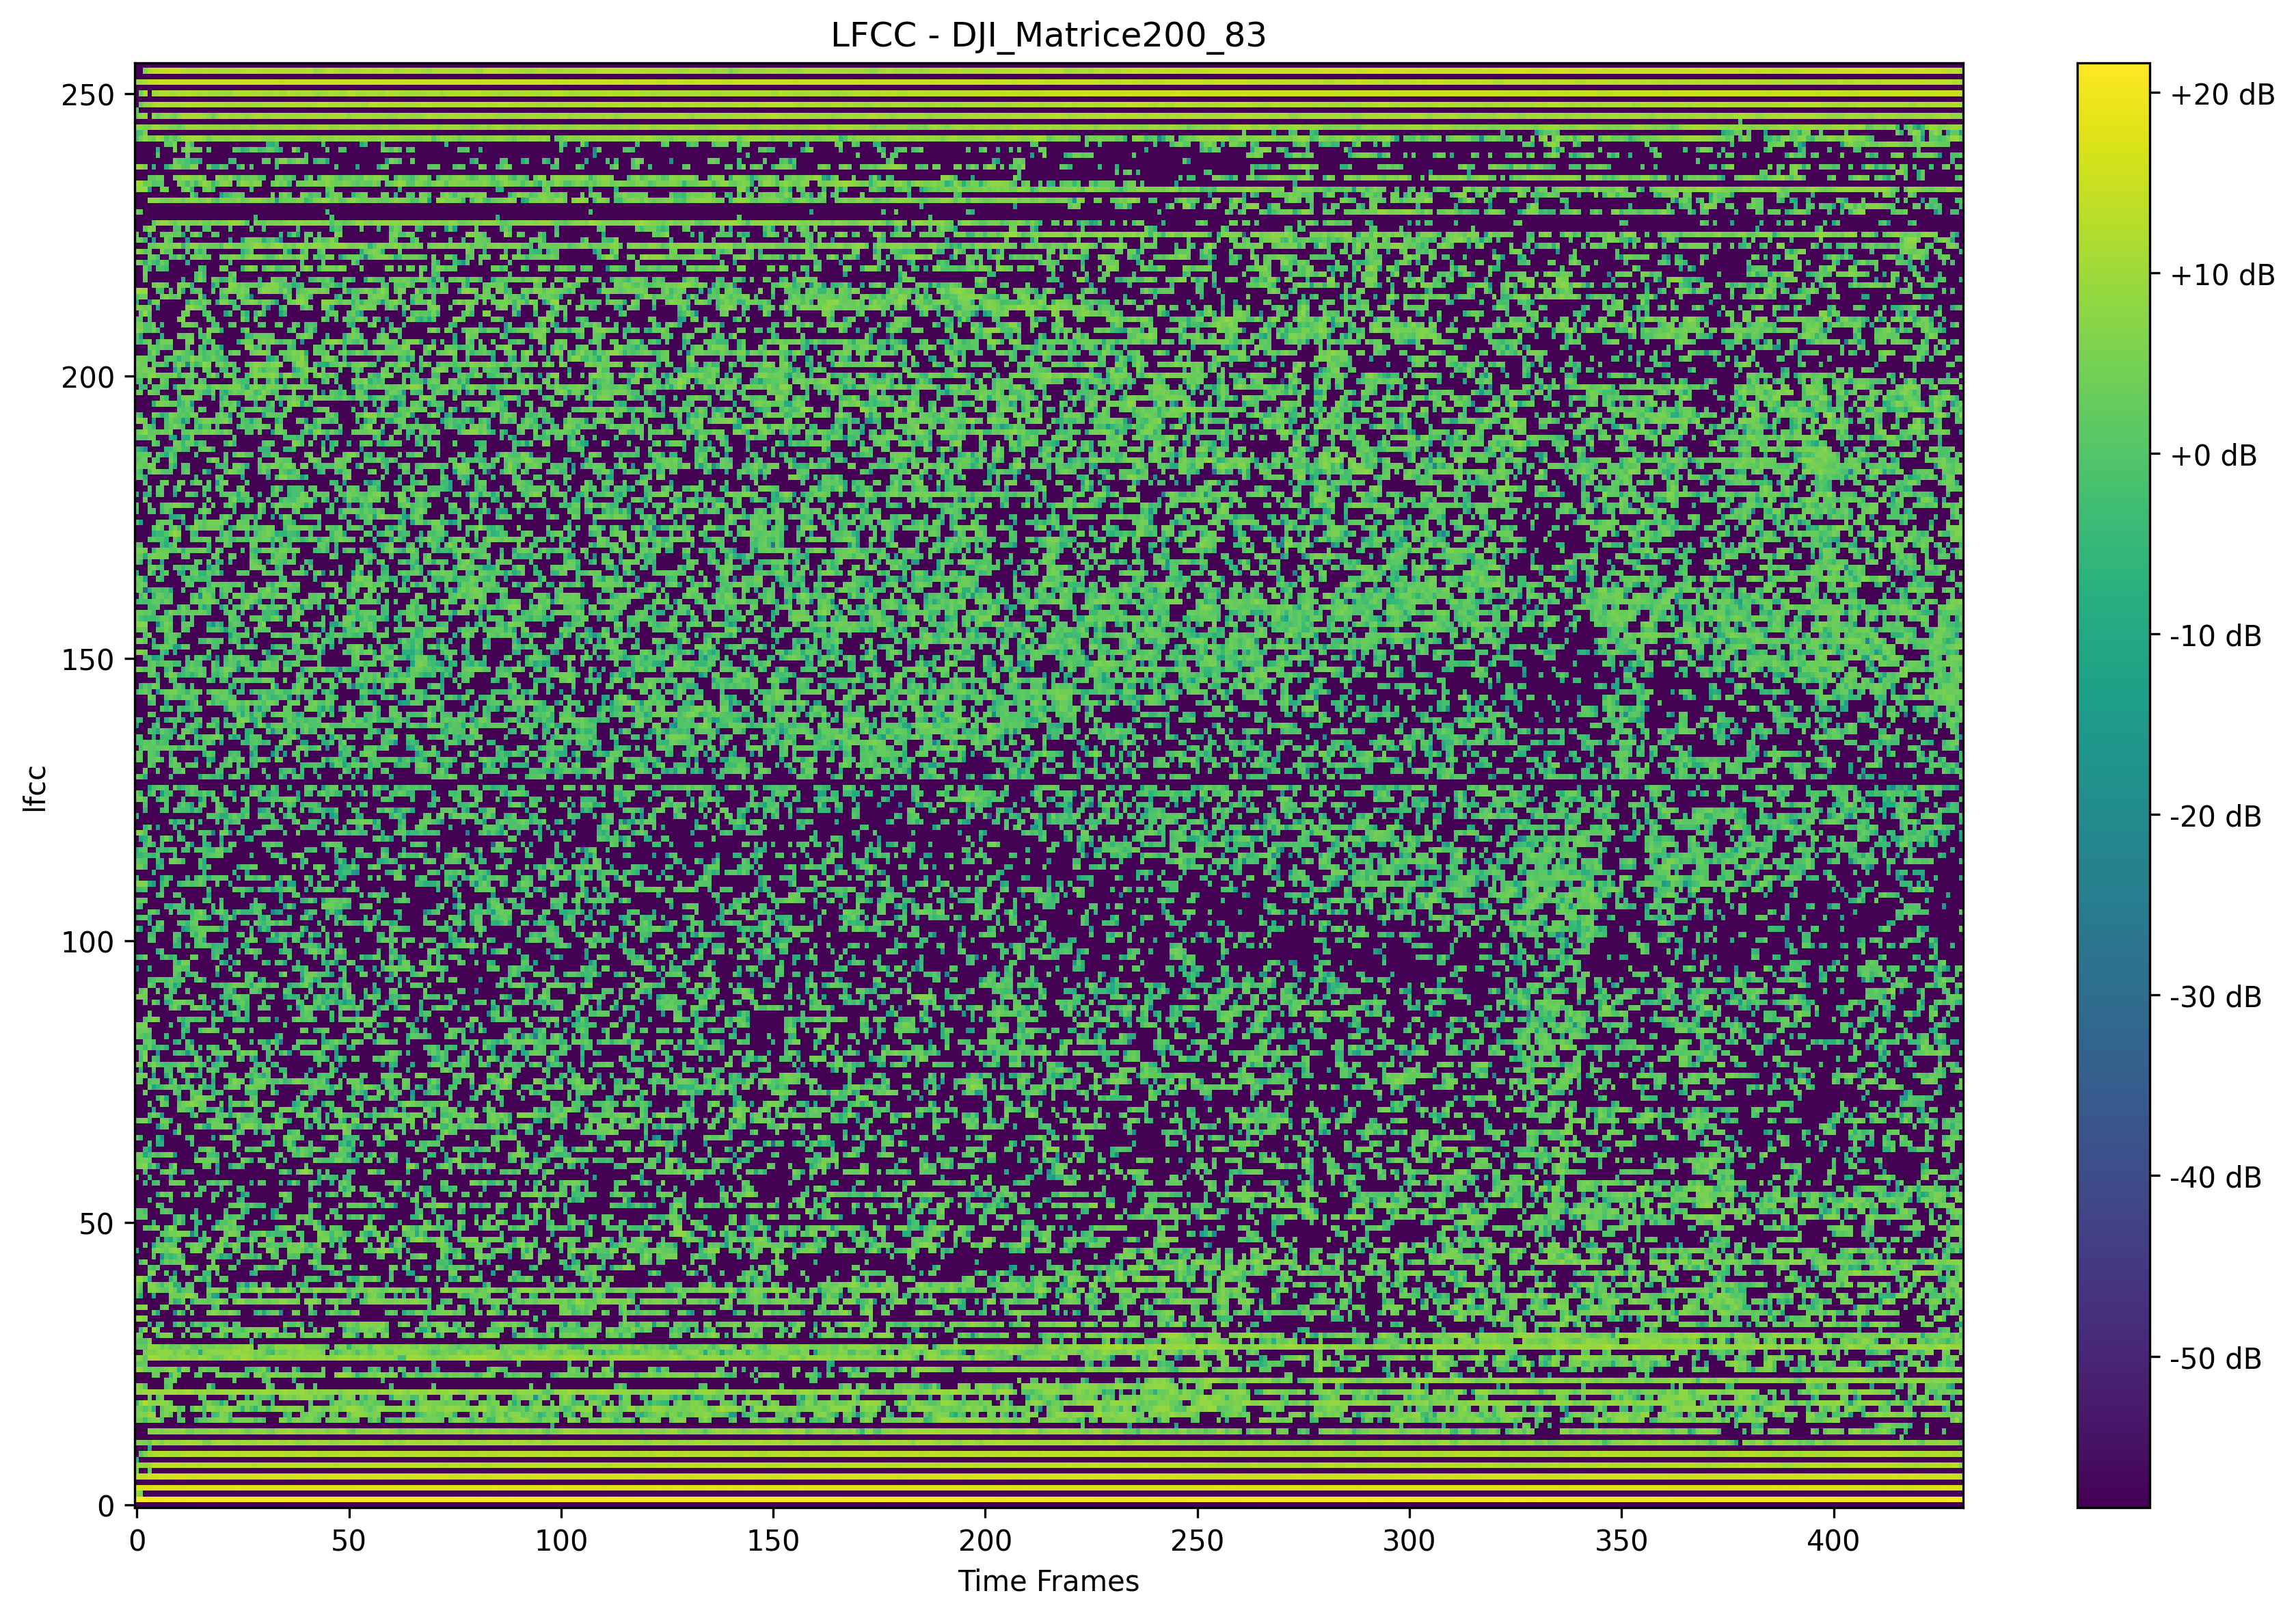 LFCC - DJI_Matrice200_83
250
200
150
100
50
0
lfcc
0 50 100 150 200 250 300 350 400
Time Frames
+20 dB
+10 dB
+0 dB
-10 dB
-20 dB
-30 dB
-40 dB
-50 dB